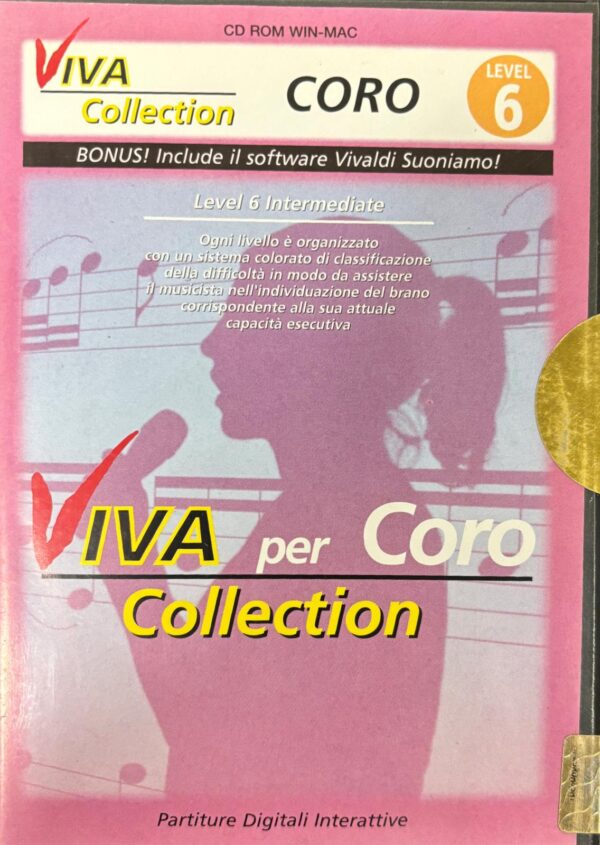 CD ROM WIN-MAC
VIVA
Collection
CORO
LEVEL
6
BONUS! Include il software Vivaldi Suoniamo!
Level 6 Intermediate
Ogni livello è organizzato
con un sistema colorato di classificazione
della difficoltà in modo da assistere
il musicista nell'individuazione del brano
corrispondente alla sua attuale
capacità esecutiva
VIVA per Coro
Collection
Partiture Digitali Interattive